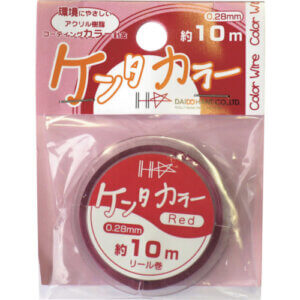 環境にやさしい
アクリル樹脂
コーティングカラー
0.28mm
約10m
ケンタカラー
DAIDO HANT CO.,LTD.
Color Wire Color Wi
ケンタカラー
Red
0.28mm
約10m
リール巻